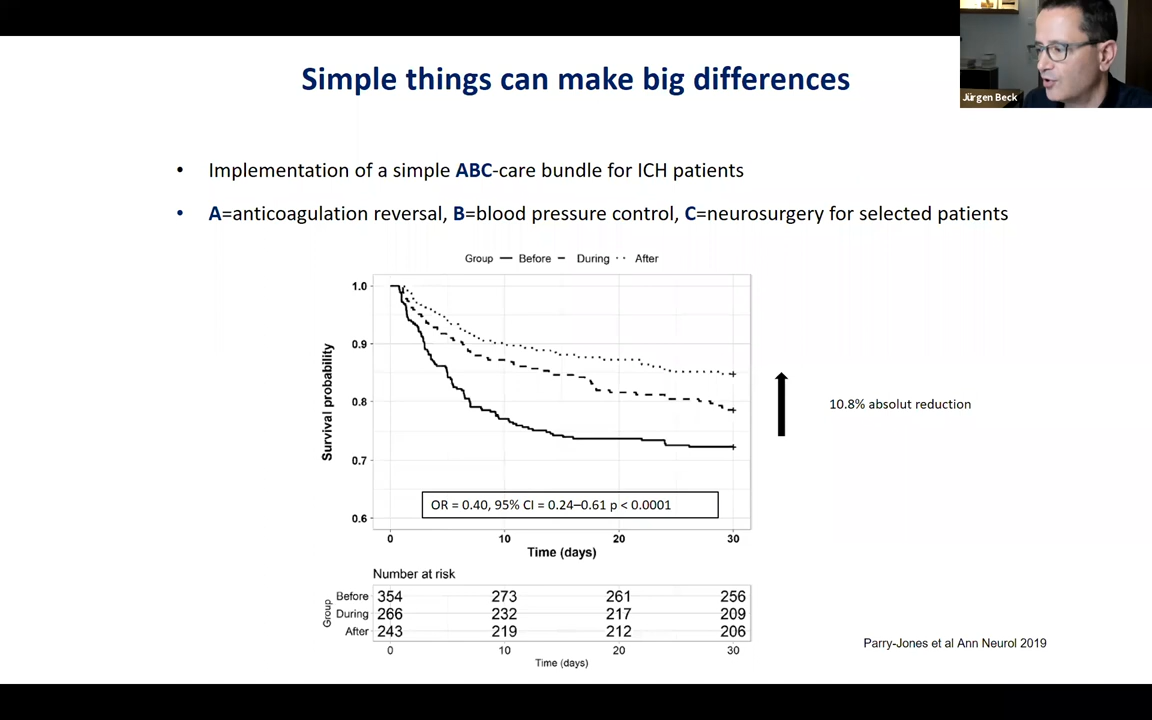 Simple things can make big differences
Jürgen Beck
• Implementation of a simple ABC-care bundle for ICH patients
• A=anticoagulation reversal, B=blood pressure control, C=neurosurgery for selected patients
Group Before During After
1.0
0.9
0.8
0.7
0.6
Survival probability
10.8% absolut reduction
OR = 0.40, 95% CI = 0.24–0.61 p < 0.0001
0 10 20 30
Time (days)
Number at risk
Group
Before 354 273 261 256
During 266 232 217 209
After 243 219 212 206
0 10 20 30
Time (days)
Parry-Jones et al Ann Neurol 2019